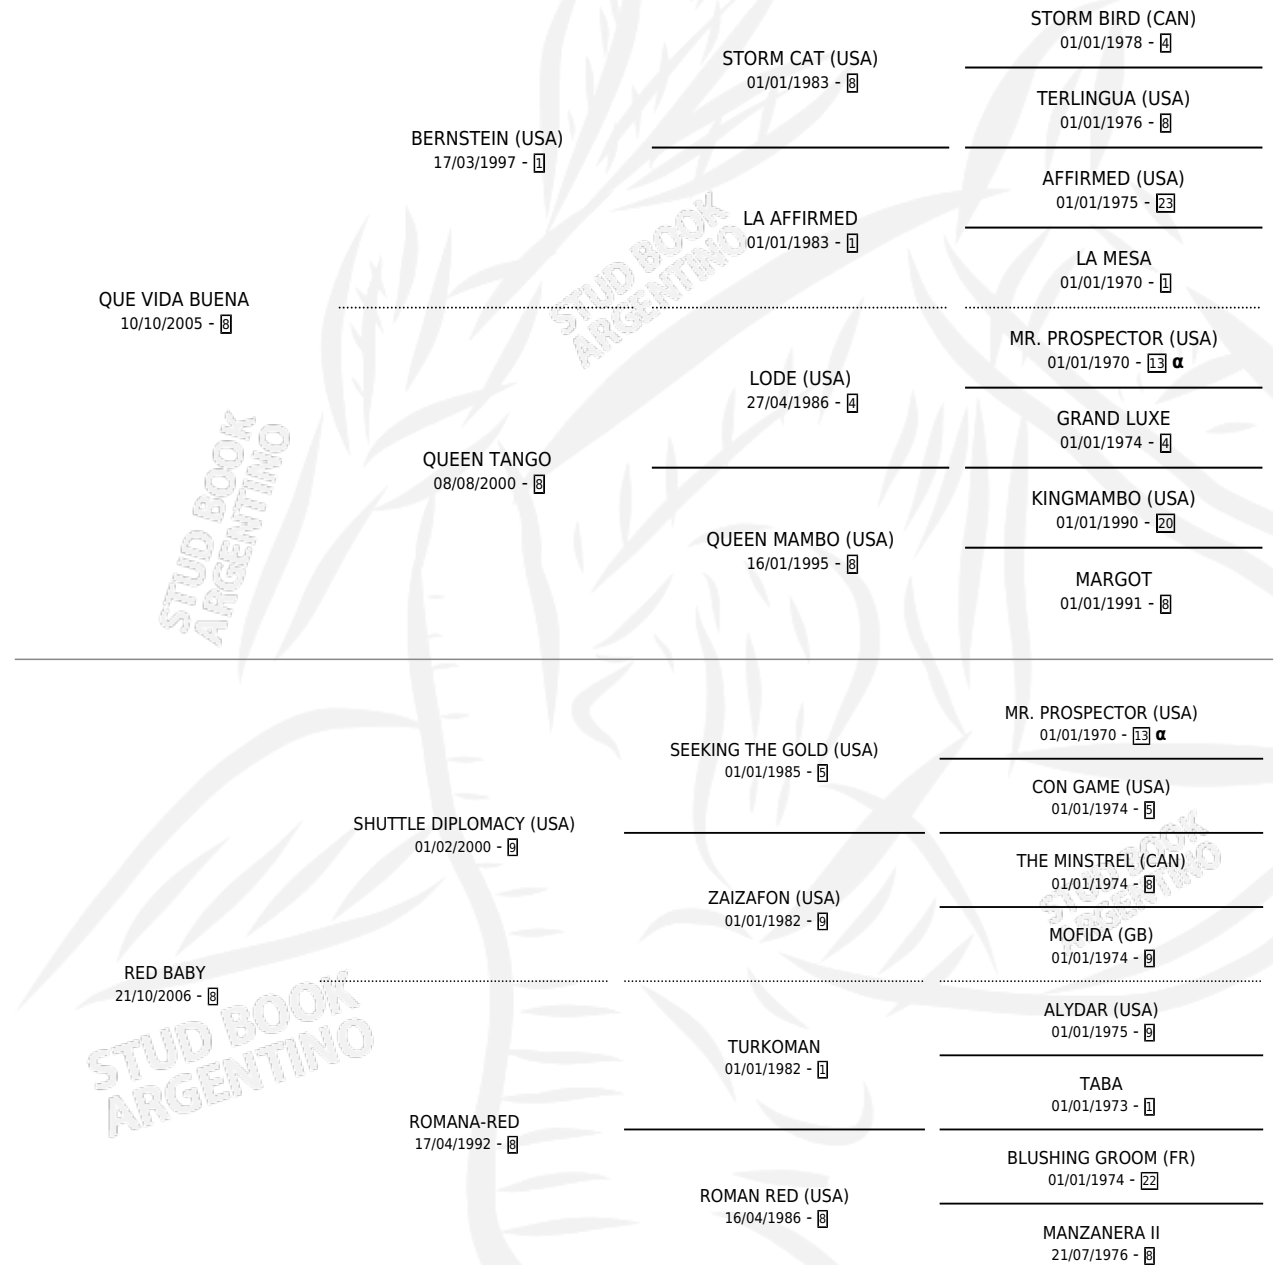 STORM BIRD (CAN)
01/01/1978 - 4
STORM CAT (USA)
01/01/1983 - 8
TERLINGUA (USA)
01/01/1976 - 8
BERNSTEIN (USA)
17/03/1997 - 1
AFFIRMED (USA)
01/01/1975 - 23
LA AFFIRMED
01/01/1983 - 1
LA MESA
01/01/1970 - 1
QUE VIDA BUENA
10/10/2005 - 8
MR. PROSPECTOR (USA)
01/01/1970 - 13 α
LODE (USA)
27/04/1986 - 4
GRAND LUXE
01/01/1974 - 4
QUEEN TANGO
08/08/2000 - 8
KINGMAMBO (USA)
01/01/1990 - 20
QUEEN MAMBO (USA)
16/01/1995 - 8
MARGOT
01/01/1991 - 8
STUD BOOK
ARGENTINO
STUD BOOK
ARGENTINO
MR. PROSPECTOR (USA)
01/01/1970 - 13 α
SEEKING THE GOLD (USA)
01/01/1985 - 5
CON GAME (USA)
01/01/1974 - 5
SHUTTLE DIPLOMACY (USA)
01/02/2000 - 9
THE MINSTREL (CAN)
01/01/1974 - 8
ZAIZAFON (USA)
01/01/1982 - 9
MOFIDA (GB)
01/01/1974 - 9
RED BABY
21/10/2006 - 8
ALYDAR (USA)
01/01/1975 - 9
TURKOMAN
01/01/1982 - 1
TABA
01/01/1973 - 1
ROMANA-RED
17/04/1992 - 8
BLUSHING GROOM (FR)
01/01/1974 - 22
ROMAN RED (USA)
16/04/1986 - 8
MANZANERA II
21/07/1976 - 8
STUD BOOK
ARGENTINO
STUD BOOK
ARGENTINO